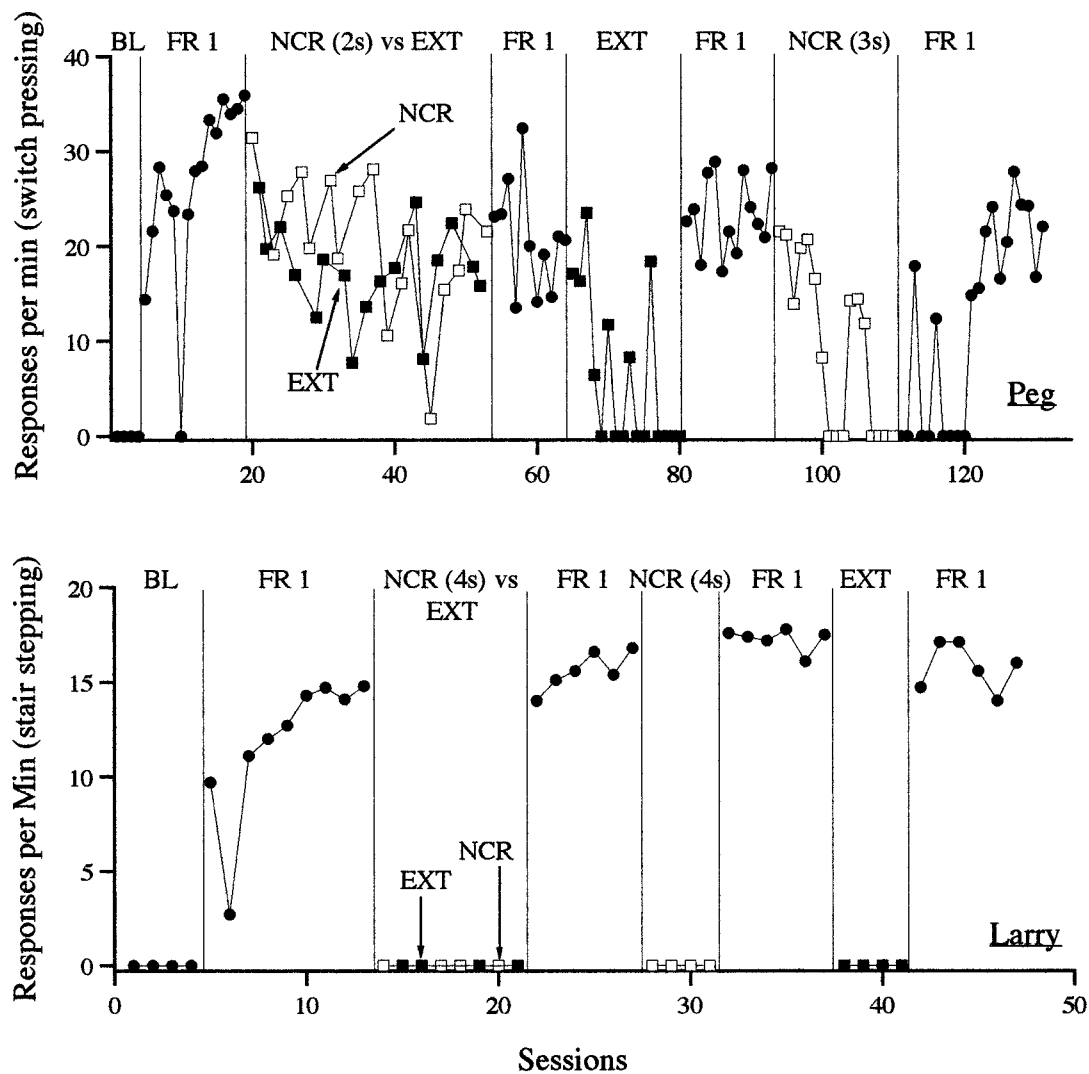 BL FR 1 NCR (2s) vs EXT FR 1 EXT FR 1 NCR (3s) FR 1
40
30
20
10
0
Responses per min (switch pressing)
NCR
EXT
Peg
20 40 60 80 100 120
BL FR 1 NCR (4s) vs FR 1 NCR (4s) FR 1 EXT FR 1
EXT
20
15
10
5
0
Responses per Min (stair stepping)
EXT
NCR
Larry
0 10 20 30 40 50
Sessions